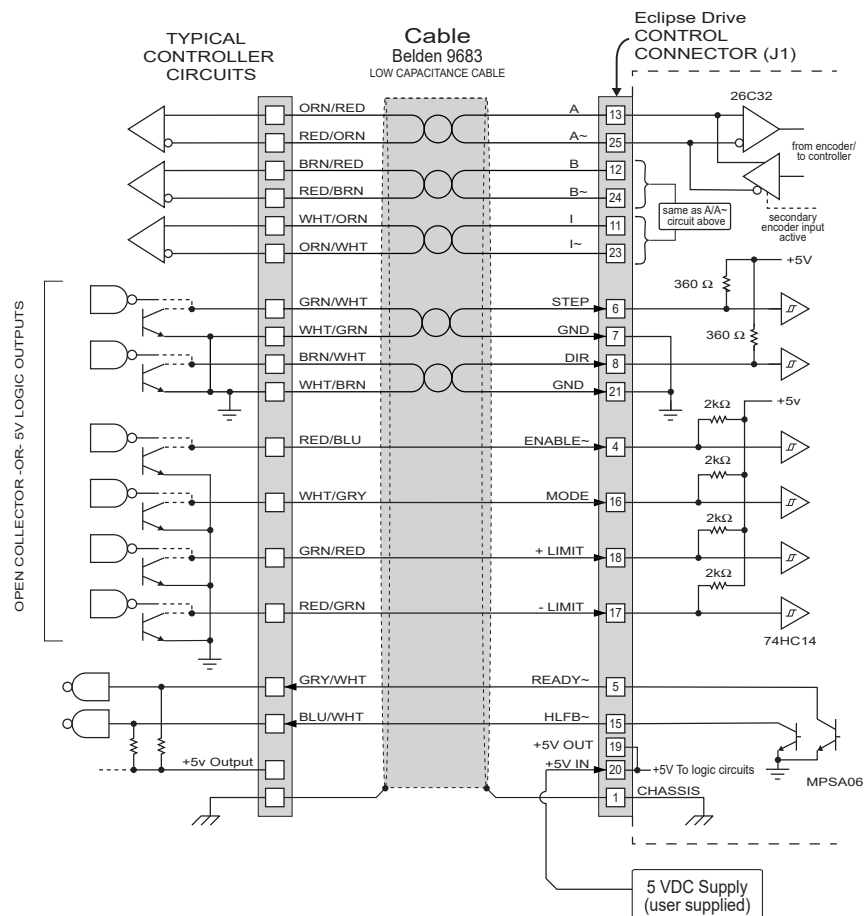 TYPICAL
CONTROLLER
CIRCUITS
Cable
Belden 9683
LOW CAPACITANCE CABLE
Eclipse Drive
CONTROL
CONNECTOR (J1)
ORN/RED
A
13
26C32
RED/ORN
A~
25
from encoder/
to controller
BRN/RED
B
12
RED/BRN
B~
24
same as A/A~
circuit above
secondary
encoder input
active
WHT/ORN
I
11
ORN/WHT
I~
23
+5V
OPEN COLLECTOR -OR- 5V LOGIC OUTPUTS
360 Ω
GRN/WHT
STEP
6
WHT/GRN
GND
7
360 Ω
BRN/WHT
DIR
8
WHT/BRN
GND
21
+5v
2kΩ
RED/BLU
ENABLE~
4
2kΩ
WHT/GRY
MODE
16
2kΩ
GRN/RED
+ LIMIT
18
2kΩ
RED/GRN
- LIMIT
17
74HC14
GRY/WHT
READY~
5
BLU/WHT
HLFB~
15
+5V OUT
19
+5v Output
+5V IN
20
+5V To logic circuits
MPSA06
1
CHASSIS
5 VDC Supply
(user supplied)